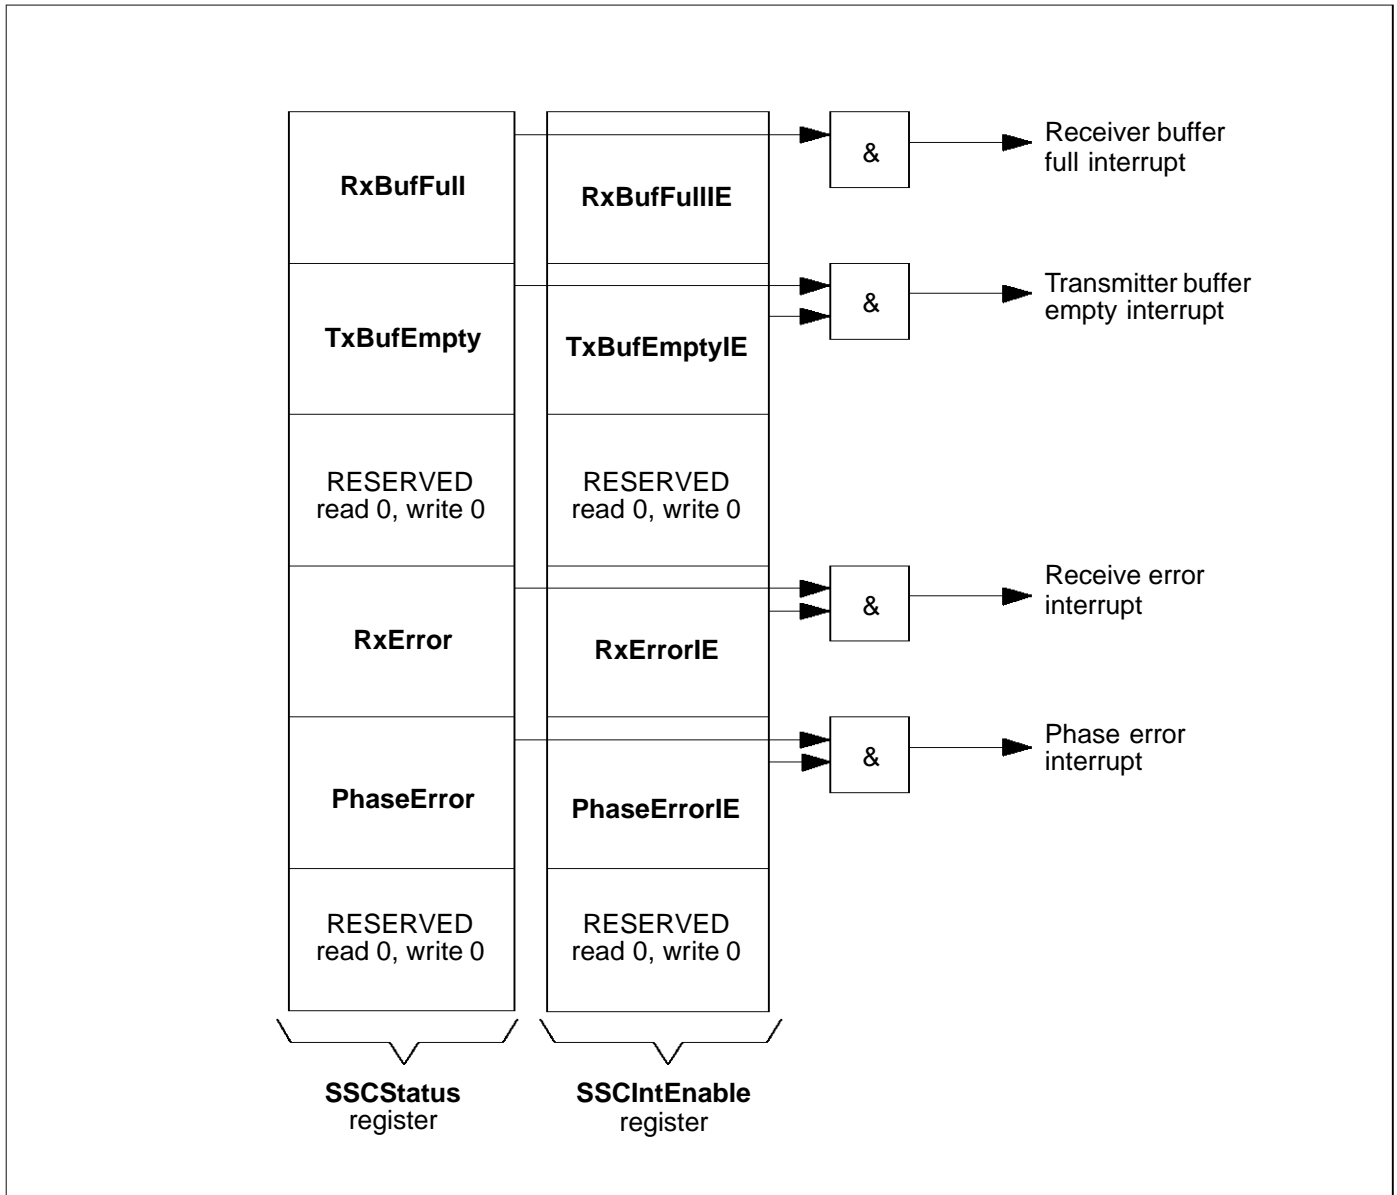 RxBufFull
RxBufFullIE
&
Receiver buffer
full interrupt
TxBufEmpty
TxBufEmptyIE
&
Transmitter buffer
empty interrupt
RESERVED
read 0, write 0
RESERVED
read 0, write 0
RxError
RxErrorIE
&
Receive error
interrupt
PhaseError
PhaseErrorIE
&
Phase error
interrupt
RESERVED
read 0, write 0
RESERVED
read 0, write 0
SSCStatus
register
SSCIntEnable
register